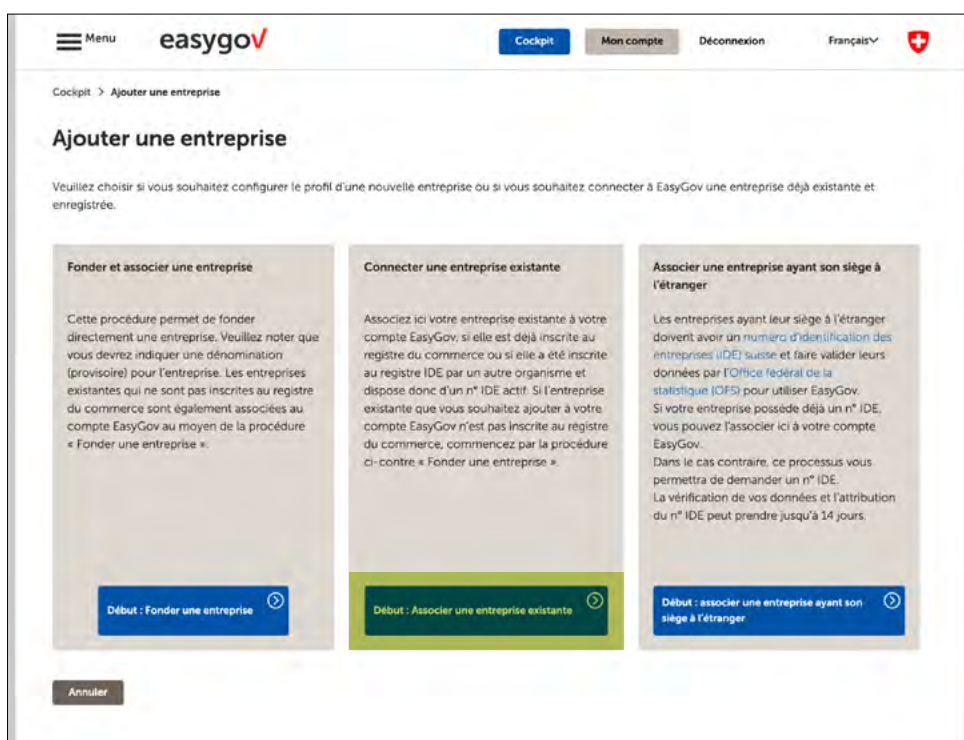 Menu easygov Cockpit Mon compte Déconnexion Français
Cockpit > Ajouter une entreprise
Ajouter une entreprise
Veuillez choisir si vous souhaitez configurer le profil d'une nouvelle entreprise ou si vous souhaitez connecter à EasyGov une entreprise déjà existante et
enregistrée.
Fonder et associer une entreprise
Cette procédure permet de fonder
directement une entreprise. Veuillez noter que
vous devrez indiquer une dénomination
(provisoire) pour l'entreprise. Les entreprises
existantes qui ne sont pas inscrites au registre
du commerce sont également associées au
compte EasyGov au moyen de la procédure
« Fonder une entreprise ».
Début : Fonder une entreprise
Connecter une entreprise existante
Associez ici votre entreprise existante à votre
compte EasyGov, si elle est déjà inscrite au
registre du commerce ou si elle a été inscrite
au registre IDE par un autre organisme et
dispose donc d'un n° IDE actif. Si l'entreprise
existante que vous souhaitez ajouter à votre
compte EasyGov n'est pas inscrite au registre
du commerce, commencez par la procédure
ci-contre « Fonder une entreprise ».
Début : Associer une entreprise existante
Associer une entreprise ayant son siège à
l'étranger
Les entreprises ayant leur siège à l'étranger
doivent avoir un numéro d'identification des
entreprises (IDE) suisse et faire valider leurs
données par l'Office fédéral de la
statistique (OFS) pour utiliser EasyGov.
Si votre entreprise possède déjà un n° IDE,
vous pouvez l'associer ici à votre compte
EasyGov.
Dans le cas contraire, ce processus vous
permettra de demander un n° IDE.
La vérification de vos données et l'attribution
du n° IDE peut prendre jusqu'à 14 jours.
Début : associer une entreprise ayant son
siège à l'étranger
Annuler